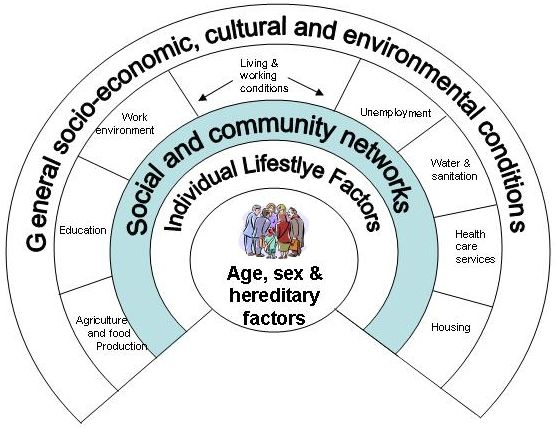 General socio-economic, cultural and environmental conditions
Living &
working
conditions
Work
environment
Unemployment
Social and community networks
Water &
sanitation
Individual Lifestlye Factors
Education
Health
care
services
Age, sex &
hereditary
factors
Agriculture
and food
Production
Housing